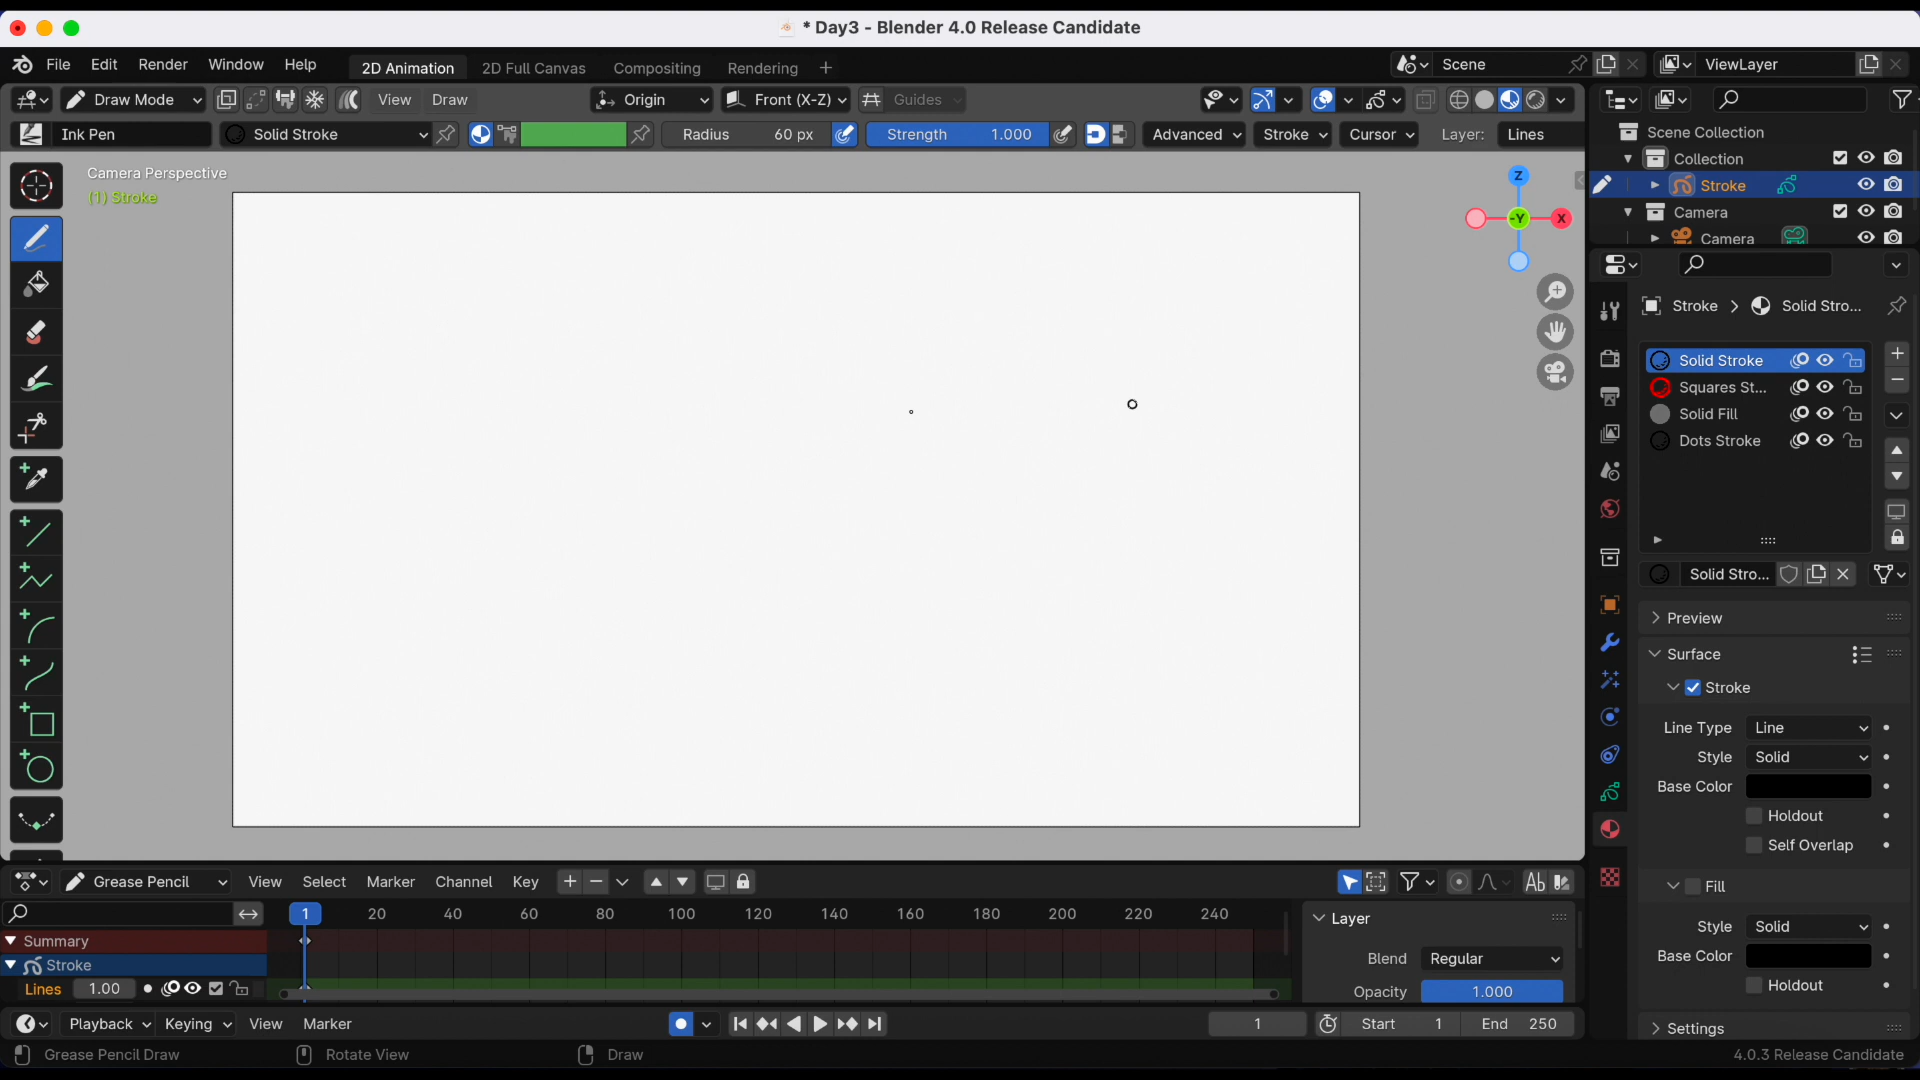 * Day3 - Blender 4.0 Release Candidate
File Edit Render Window Help 2D Animation 2D Full Canvas Compositing Rendering + Scene ViewLayer
Draw Mode View Draw Origin Front (X-Z) Guides
Ink Pen Solid Stroke Radius 60 px Strength 1.000 Advanced Stroke Cursor Layer: Lines
Camera Perspective
(1) Stroke
Z
-Y X
Scene Collection
Collection
Stroke
Camera
Camera
Stroke > Solid Stro...
Solid Stroke
Squares St...
Solid Fill
Dots Stroke
Solid Stro...
Preview
Surface
Stroke
Line Type Line
Style Solid
Base Color
Holdout
Self Overlap
Fill
Style Solid
Base Color
Holdout
Settings
Grease Pencil View Select Marker Channel Key
1 20 40 60 80 100 120 140 160 180 200 220 240
Summary
Stroke
Lines 1.00
Layer
Blend Regular
Opacity 1.000
Playback Keying View Marker 1 Start 1 End 250
Grease Pencil Draw Rotate View Draw 4.0.3 Release Candidate